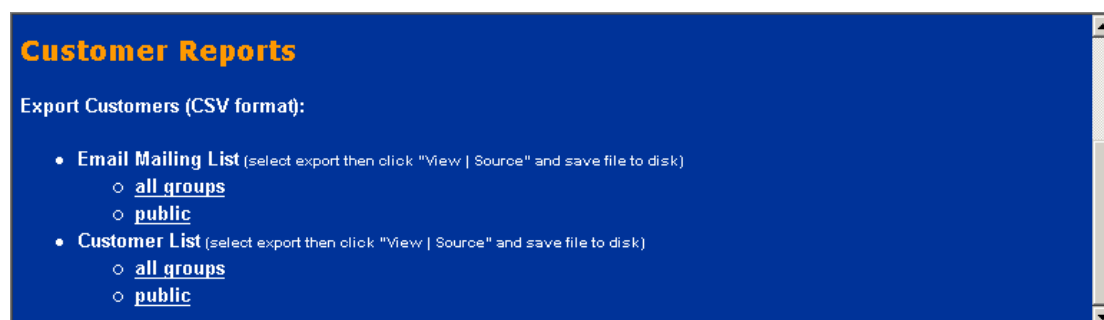 Customer Reports
Export Customers (CSV format):
• Email Mailing List (select export then click "View | Source" and save file to disk)
○ all groups
○ public
• Customer List (select export then click "View | Source" and save file to disk)
○ all groups
○ public